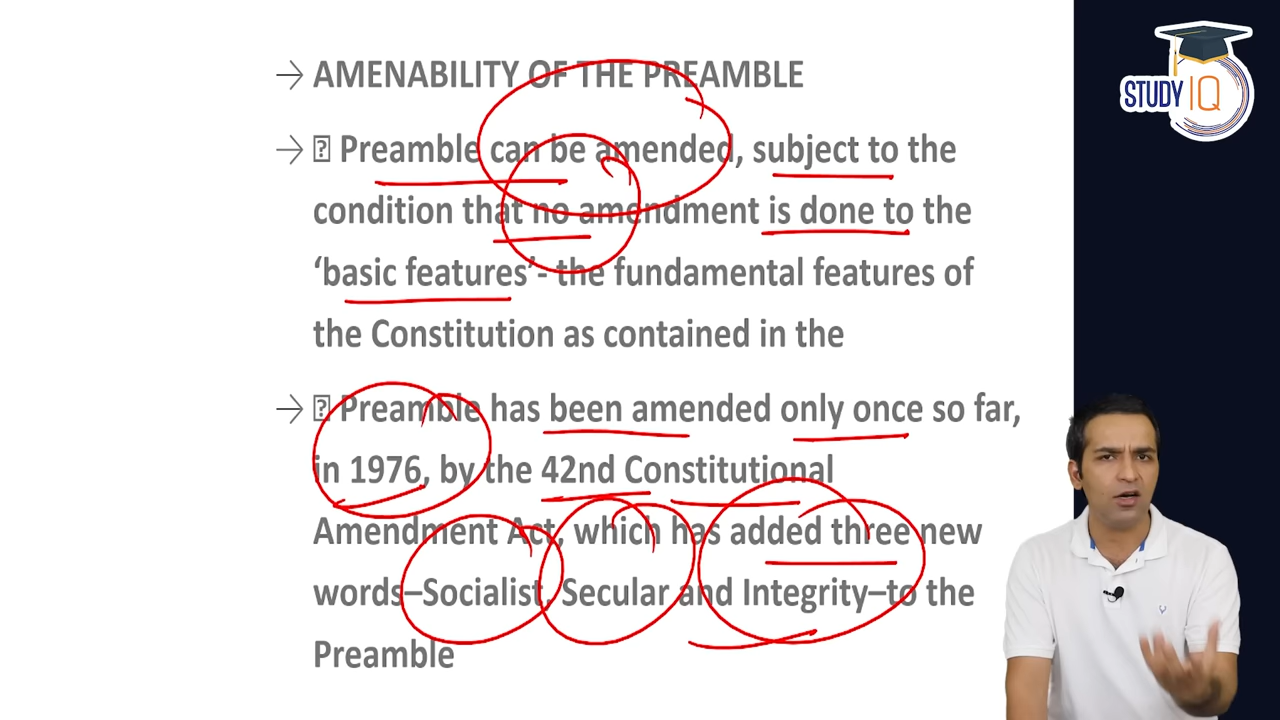 → AMENABILITY OF THE PREAMBLE
→ Preamble can be amended, subject to the
condition that no amendment is done to the
‘basic features’- the fundamental features of
the Constitution as contained in the
→ Preamble has been amended only once so far,
in 1976, by the 42nd Constitutional
Amendment Act, which has added three new
words–Socialist, Secular and Integrity–to the
Preamble
STUDY IQ